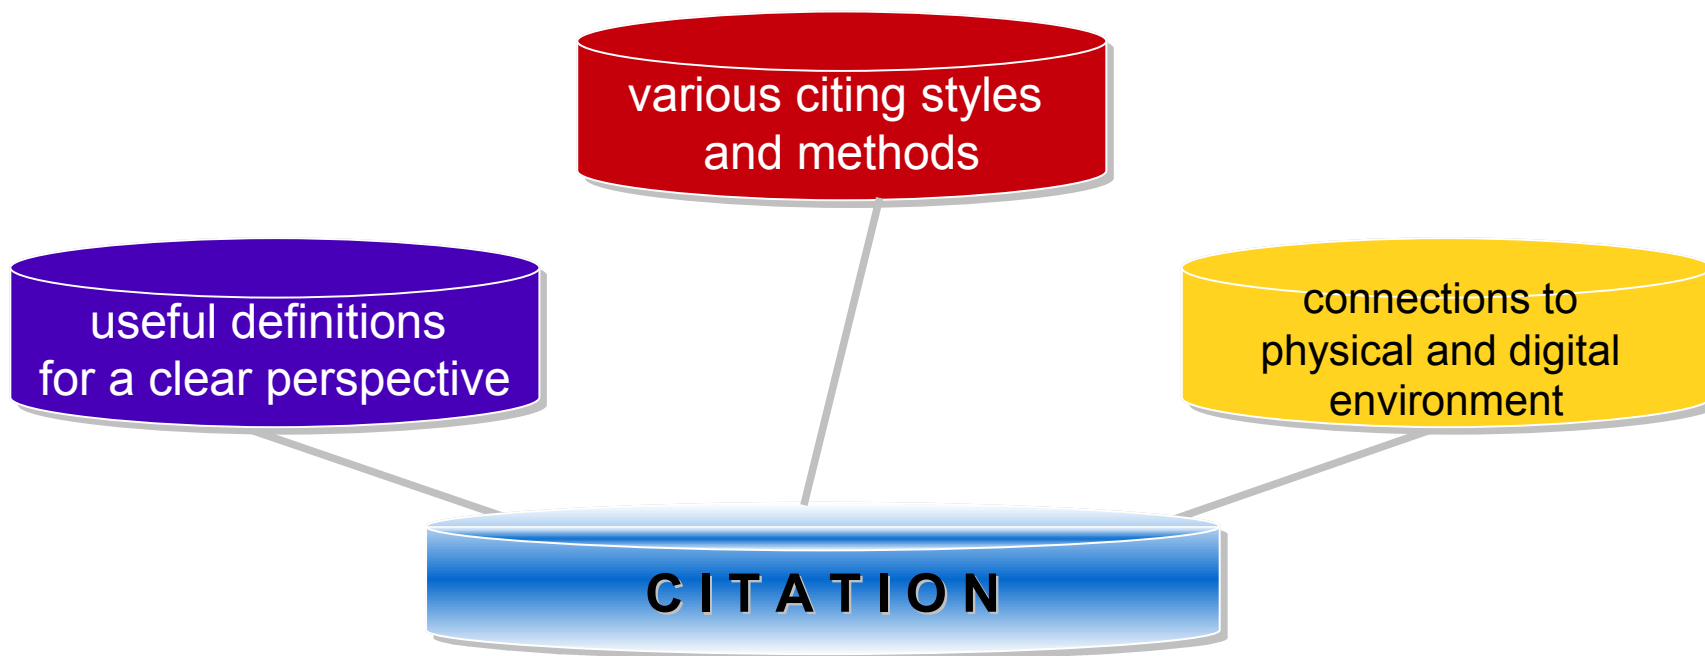 various citing styles
and methods
useful definitions
for a clear perspective
connections to
physical and digital
environment
CITATION